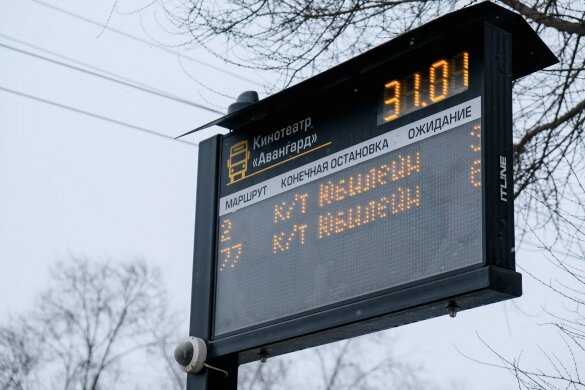 31.01
Кинотеатр
«Авангард»
МАРШРУТ КОНЕЧНАЯ ОСТАНОВКА ОЖИДАНИЕ
2 К/Т ЮБИЛЕЙН
77 К/Т ЮБИЛЕЙН
ITLINE